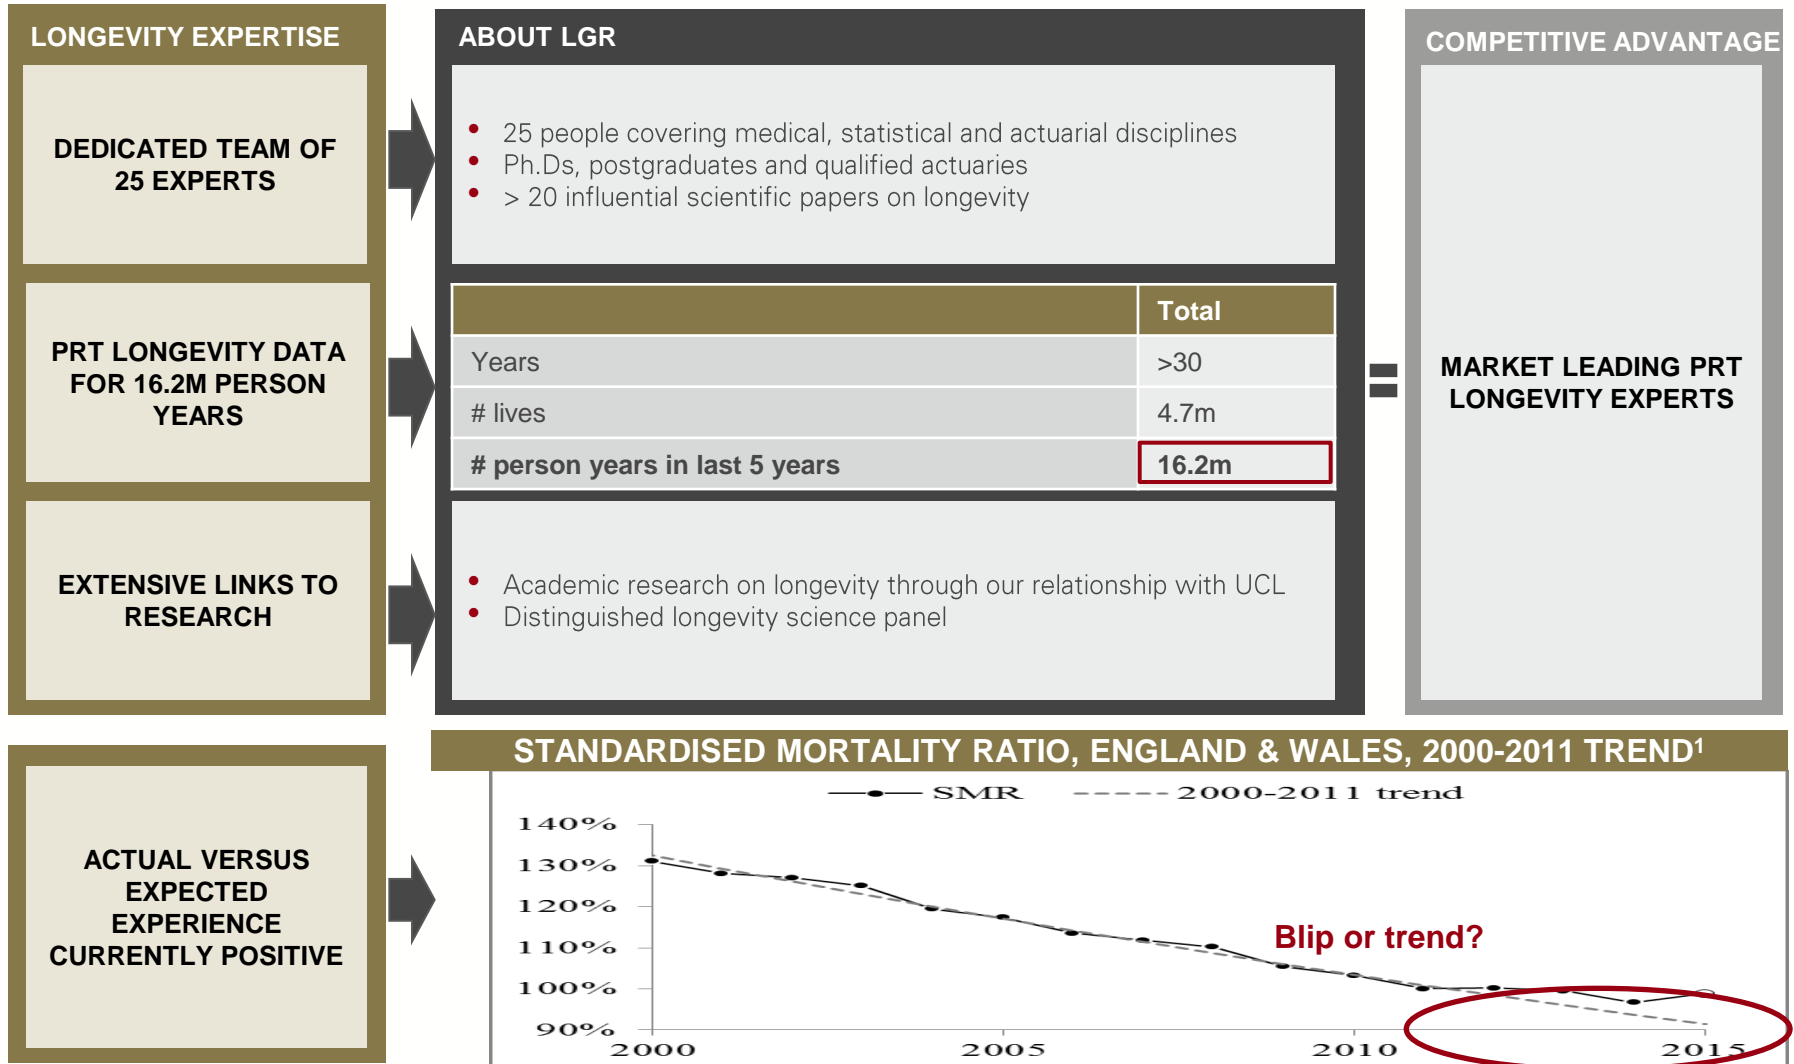 LONGEVITY EXPERTISE
DEDICATED TEAM OF
25 EXPERTS
PRT LONGEVITY DATA
FOR 16.2M PERSON
YEARS
EXTENSIVE LINKS TO
RESEARCH
ABOUT LGR
• 25 people covering medical, statistical and actuarial disciplines
• Ph.Ds, postgraduates and qualified actuaries
• > 20 influential scientific papers on longevity
Total
Years >30
# lives 4.7m
# person years in last 5 years 16.2m
• Academic research on longevity through our relationship with UCL
• Distinguished longevity science panel
=
COMPETITIVE ADVANTAGE
MARKET LEADING PRT
LONGEVITY EXPERTS
ACTUAL VERSUS
EXPECTED
EXPERIENCE
CURRENTLY POSITIVE
STANDARDISED MORTALITY RATIO, ENGLAND & WALES, 2000-2011 TREND¹
SMR 2000-2011 trend
140%
130%
120%
110%
100%
90%
Blip or trend?
2000 2005 2010 2015